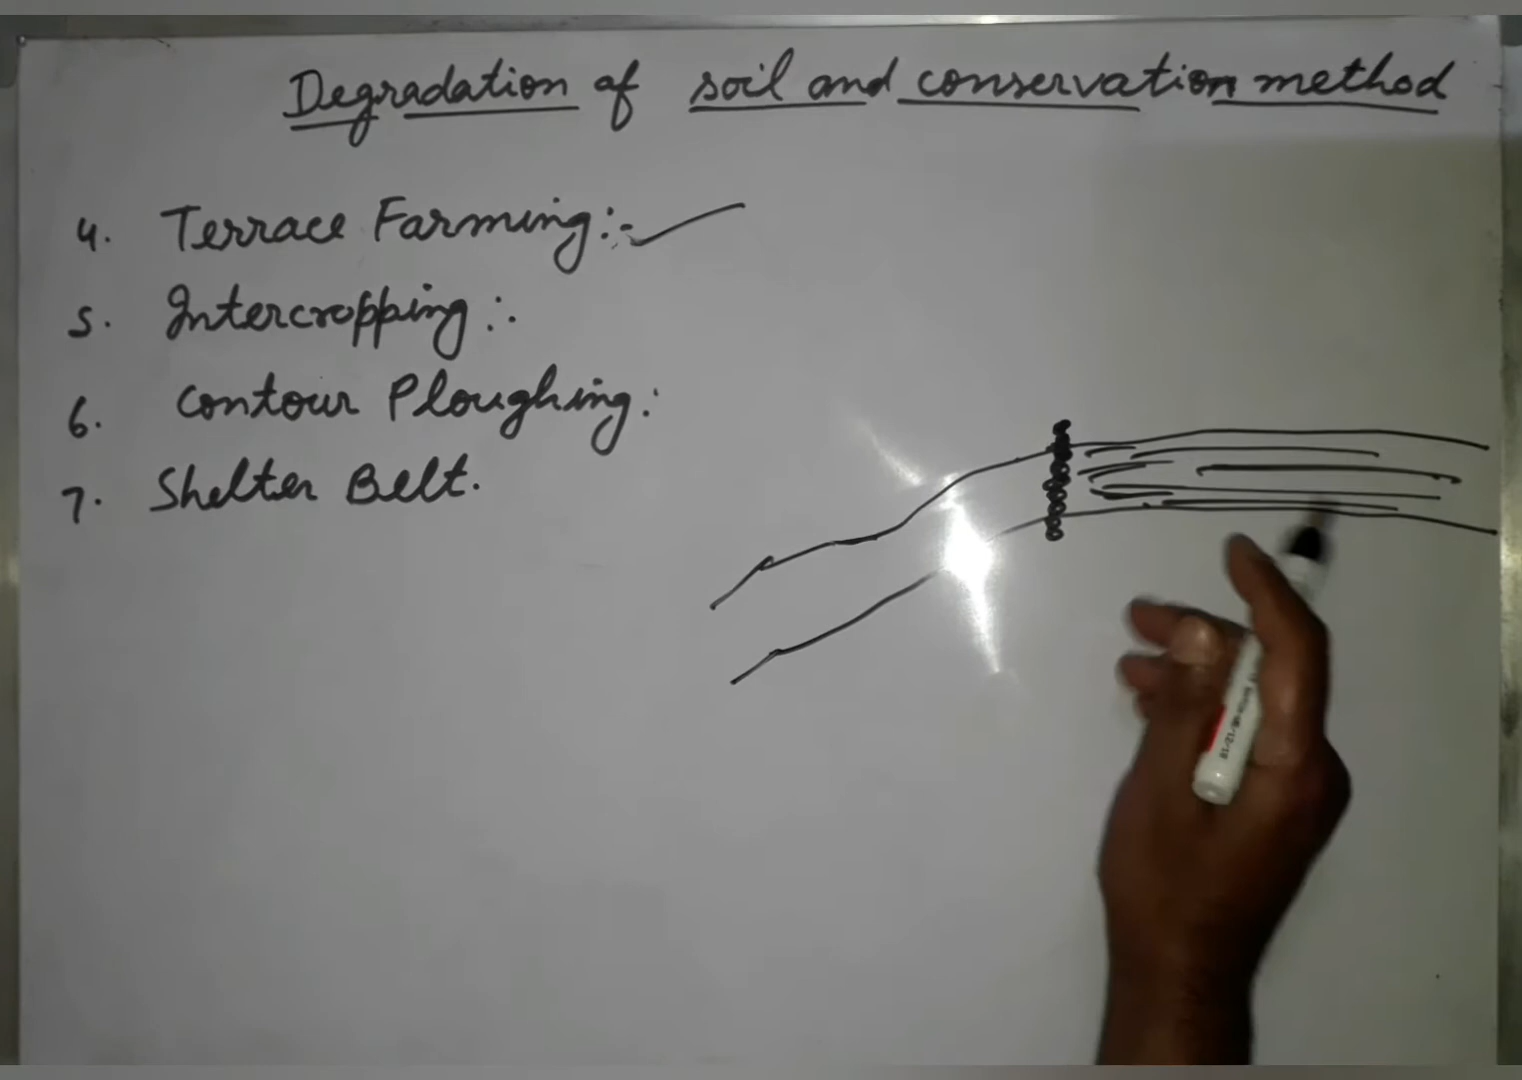 Degradation of soil and conservation method
4. Terrace Farming:-
5. Intercropping :.
6. Contour Ploughing:
7. Shelter Belt.